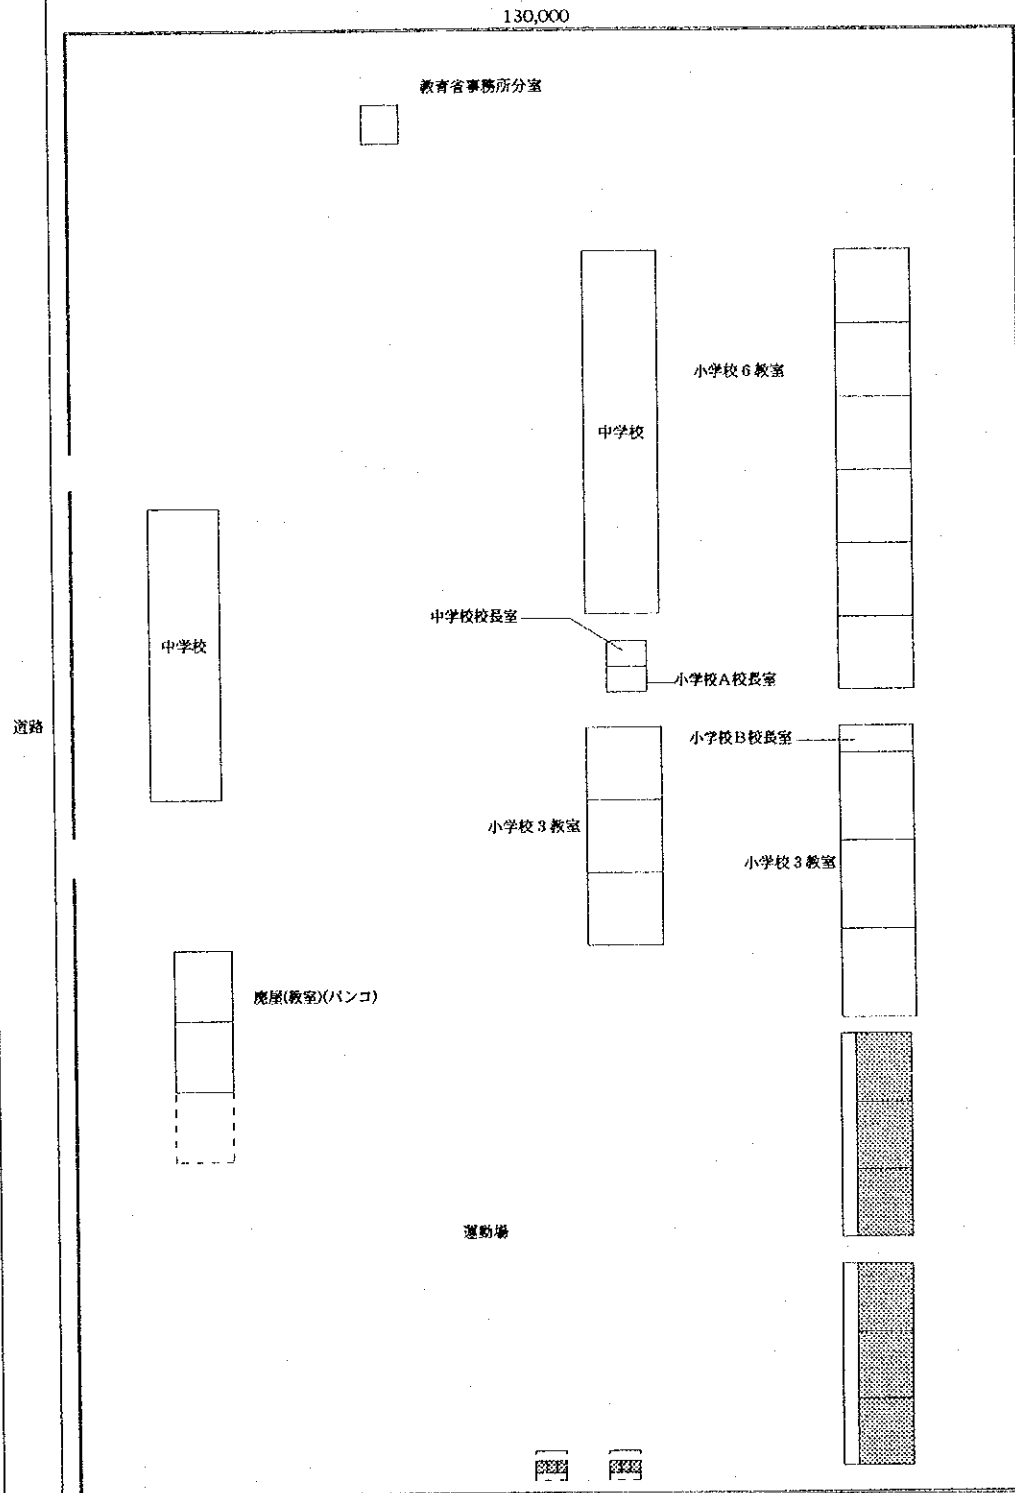 130,000
教育省事務所分室
小学校6教室
中学校
中学校校長室
中学校
小学校A校長室
道路
小学校B校長室
小学校3教室
小学校3教室
廃屋(教室)(バンコ)
運動場